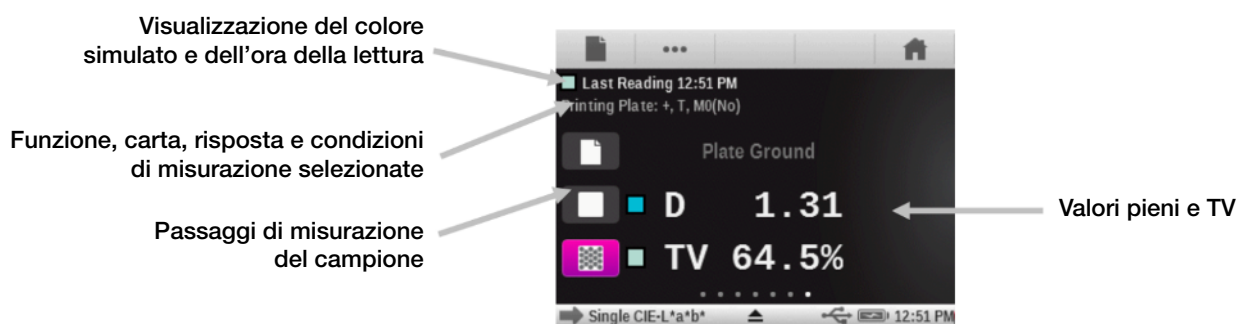 Visualizzazione del colore
simulato e dell'ora della lettura
Funzione, carta, risposta e condizioni
di misurazione selezionate
Passaggi di misurazione
del campione
Last Reading 12:51 PM
Printing Plate: +, T, M0(No)
Plate Ground
D 1.31
TV 64.5%
Single CIE-L*a*b* 12:51 PM
Valori pieni e TV